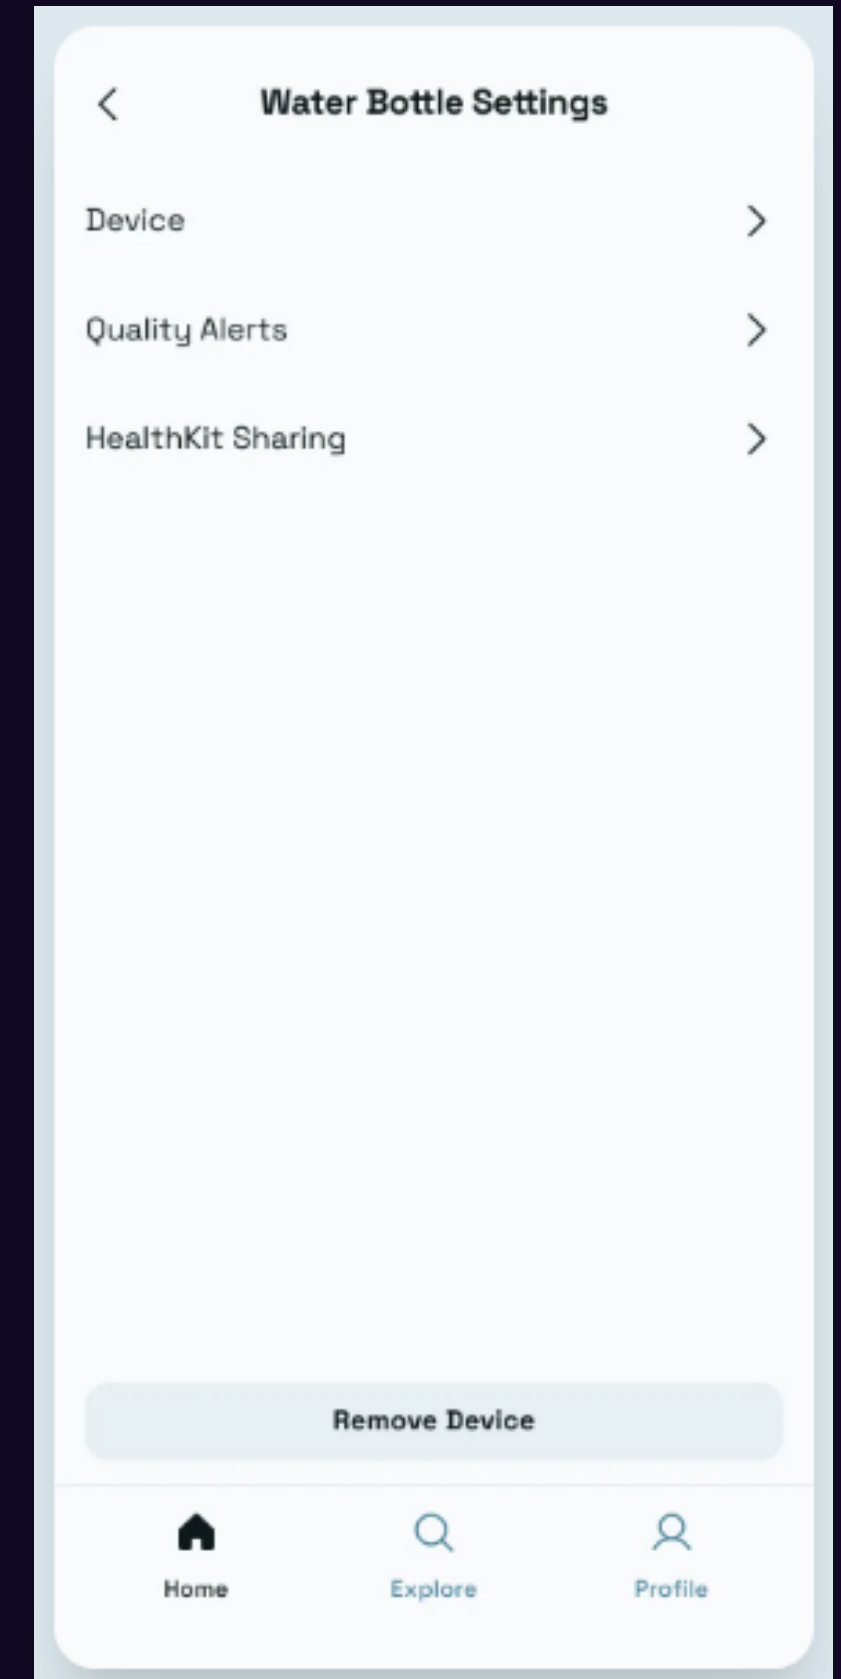 Water Bottle Settings
Device
Quality Alerts
HealthKit Sharing
Remove Device
Home
Explore
Profile